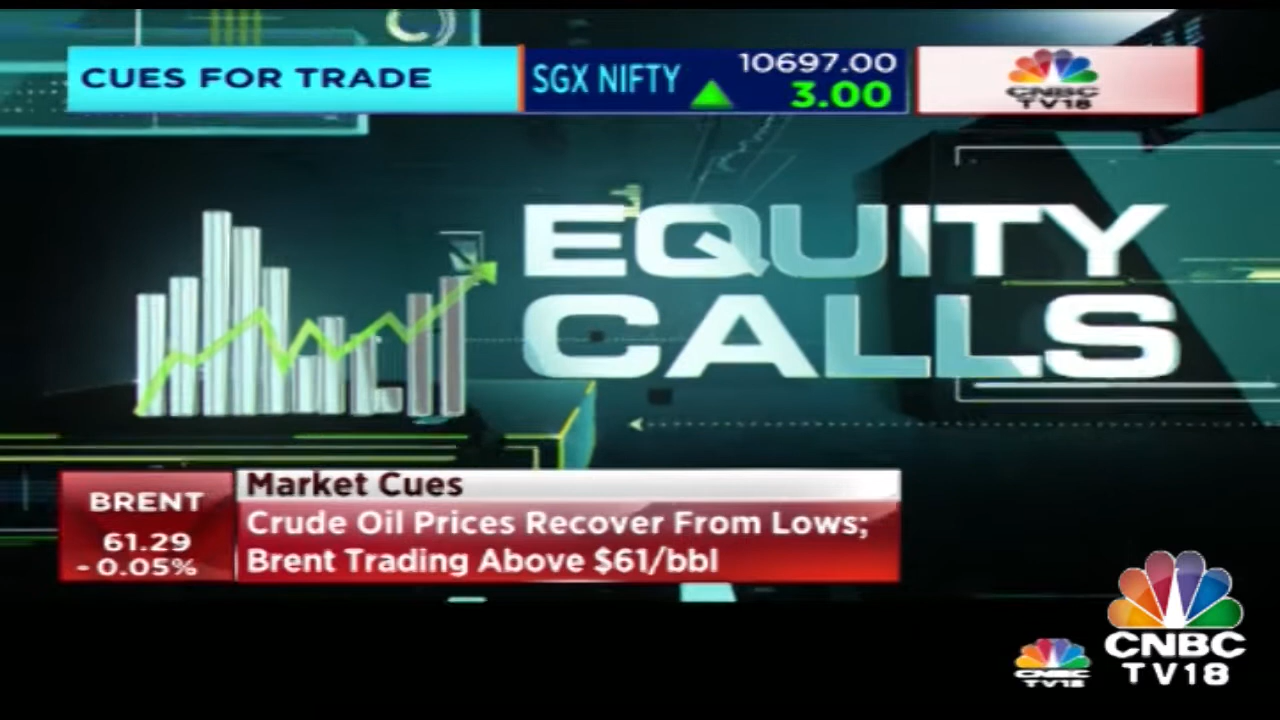 CUES FOR TRADE
SGX NIFTY
10697.00
3.00
CNBC
TV18
EQUITY
CALLS
BRENT
61.29
-0.05%
Market Cues
Crude Oil Prices Recover From Lows;
Brent Trading Above $61/bbl
CNBC
TV18
CNBC
TV18